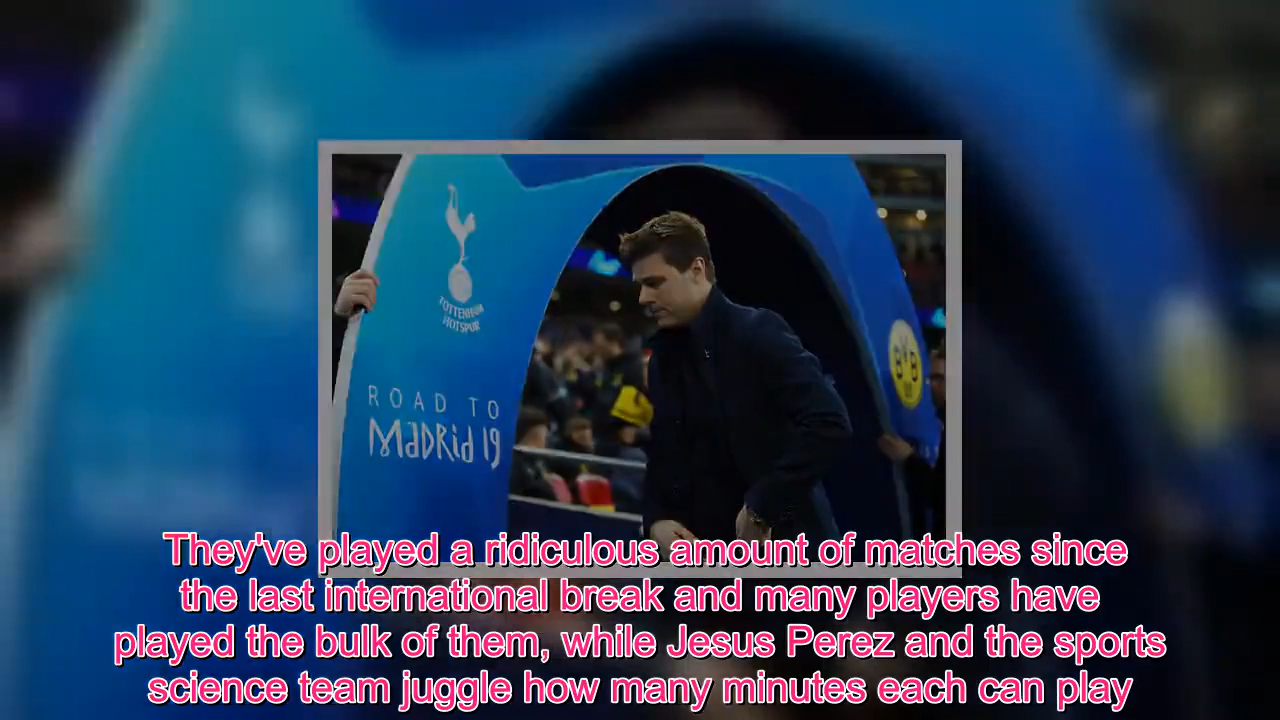 TOTTENHAM
HOTSPUR
BVB
09
ROAD TO
MADRID 19
They've played a ridiculous amount of matches since
the last international break and many players have
played the bulk of them, while Jesus Perez and the sports
science team juggle how many minutes each can play